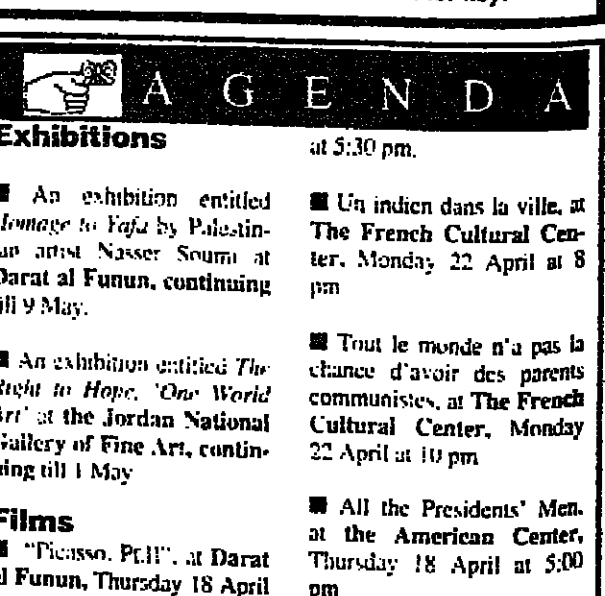 AGENDA
Exhibitions
An exhibition entitled
Homage to Yafa by Palestin-
an artist Nasser Soumi at
Darat al Funun, continuing
till 9 May.
An exhibition entitled The
Right to Hope, 'One World
Art' at the Jordan National
Gallery of Fine Art, contin-
uing till 1 May
Films
"Picasso, Pt.II", at Darat
al Funun, Thursday 18 April
at 5:30 pm.
Un indien dans la ville, at
The French Cultural Cen-
ter, Monday 22 April at 8
pm
Tout le monde n'a pas la
chance d'avoir des parents
communistes, at The French
Cultural Center, Monday
22 April at 10 pm
All the Presidents' Men,
at the American Center,
Thursday 18 April at 5:00
pm